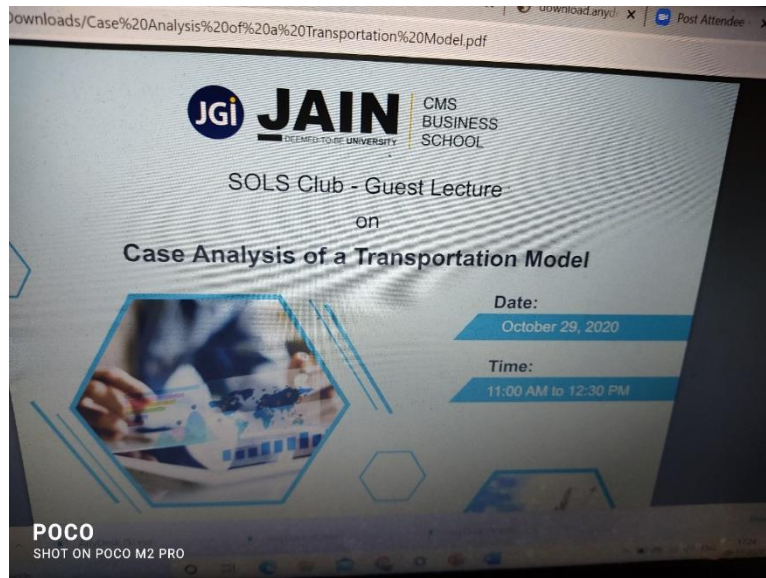 download.anyd
Post Attendee
Downloads/Case%20Analysis%20of%20a%20Transportation%20Model.pdf
JGi JAIN
DEEMED-TO-BE UNIVERSITY
CMS
BUSINESS
SCHOOL
SOLS Club - Guest Lecture
on
Case Analysis of a Transportation Model
Date:
October 29, 2020
Time:
11:00 AM to 12:30 PM
POCO
SHOT ON POCO M2 PRO